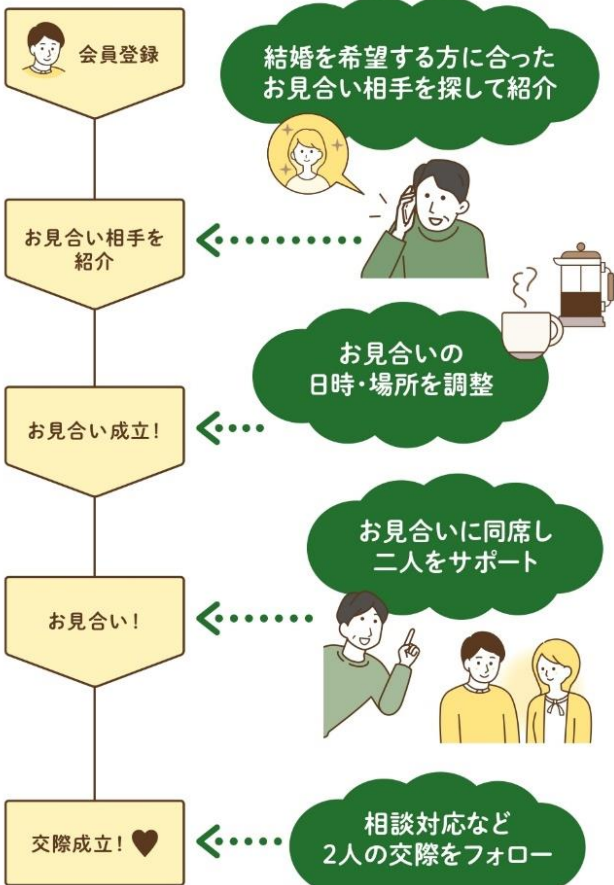 会員登録
結婚を希望する方に合った
お見合い相手を探して紹介
お見合い相手を
紹介
お見合いの
日時・場所を調整
お見合い成立!
お見合いに同席し
二人をサポート
お見合い!
相談対応など
2人の交際をフォロー
交際成立!♥